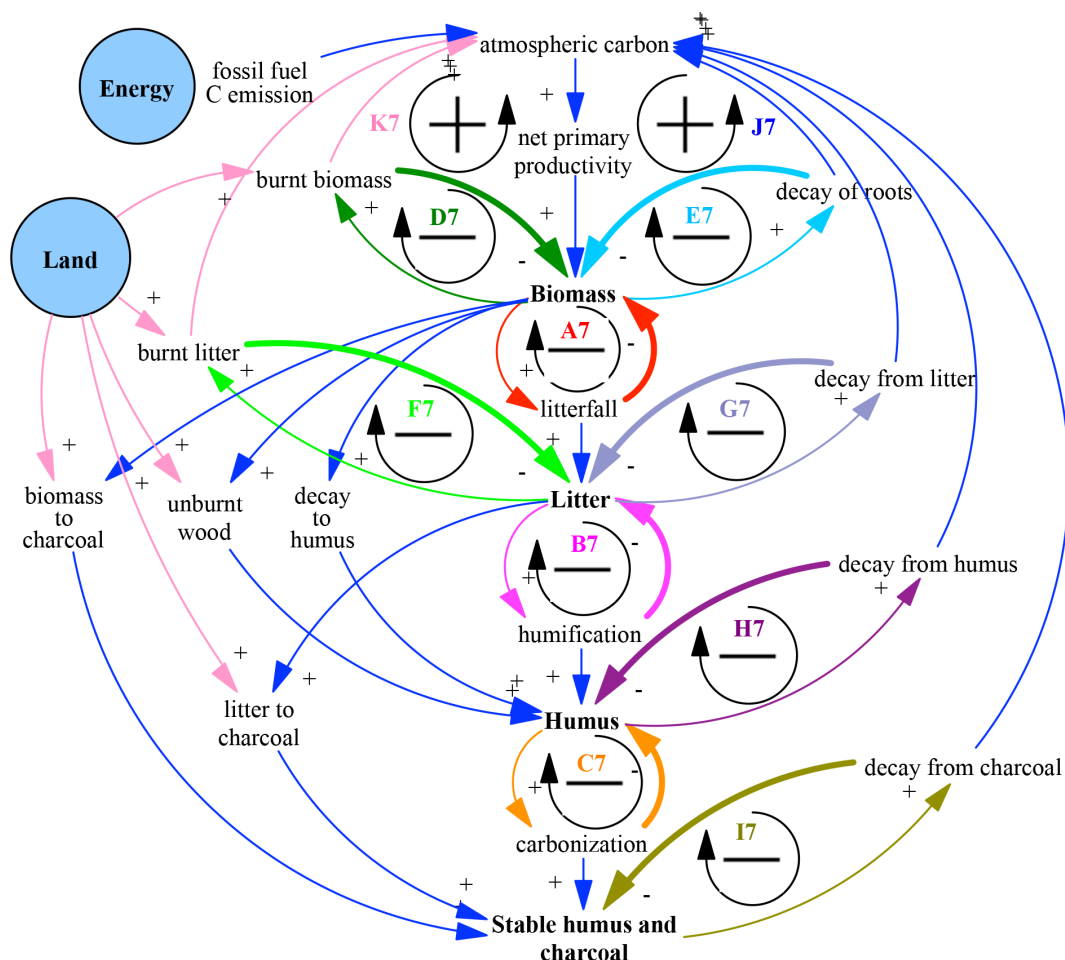 Energy
fossil fuel
C emission
atmospheric carbon
K7
J7
net primary
productivity
burnt biomass
decay of roots
D7
E7
Land
Biomass
A7
burnt litter
litterfall
decay from litter
F7
G7
biomass
to
charcoal
unburnt
wood
decay
to
humus
Litter
B7
humification
decay from humus
H7
litter to
charcoal
Humus
C7
decay from charcoal
carbonization
I7
Stable humus and
charcoal